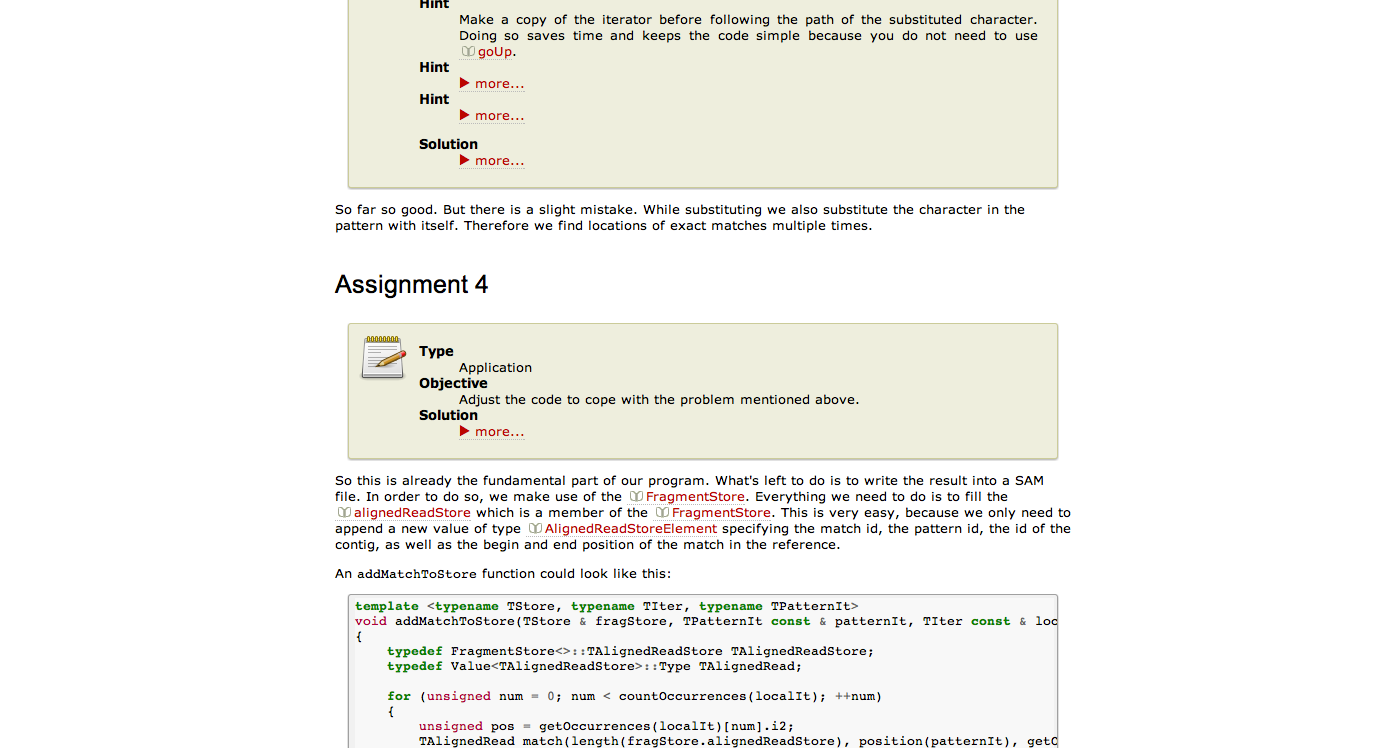 Hint
Make a copy of the iterator before following the path of the substituted character.
Doing so saves time and keeps the code simple because you do not need to use
goUp.
Hint
more...
Hint
more...
Solution
more...
So far so good. But there is a slight mistake. While substituting we also substitute the character in the
pattern with itself. Therefore we find locations of exact matches multiple times.
Assignment 4
Type
Application
Objective
Adjust the code to cope with the problem mentioned above.
Solution
more...
So this is already the fundamental part of our program. What's left to do is to write the result into a SAM
file. In order to do so, we make use of the FragmentStore. Everything we need to do is to fill the
alignedReadStore which is a member of the FragmentStore. This is very easy, because we only need to
append a new value of type AlignedReadStoreElement specifying the match id, the pattern id, the id of the
contig, as well as the begin and end position of the match in the reference.
An addMatchToStore function could look like this:
template <typename TStore, typename TIter, typename TPatternIt>
void addMatchToStore(TStore & fragStore, TPatternIt const & patternIt, TIter const & loc
{
typedef FragmentStore<>::TAlignedReadStore TAlignedReadStore;
typedef Value<TAlignedReadStore>::Type TAlignedRead;
for (unsigned num = 0; num < countOccurrences(localIt); ++num)
{
unsigned pos = getOccurrences(localIt)[num].i2;
TAlignedRead match(length(fragStore.alignedReadStore), position(patternIt), getO